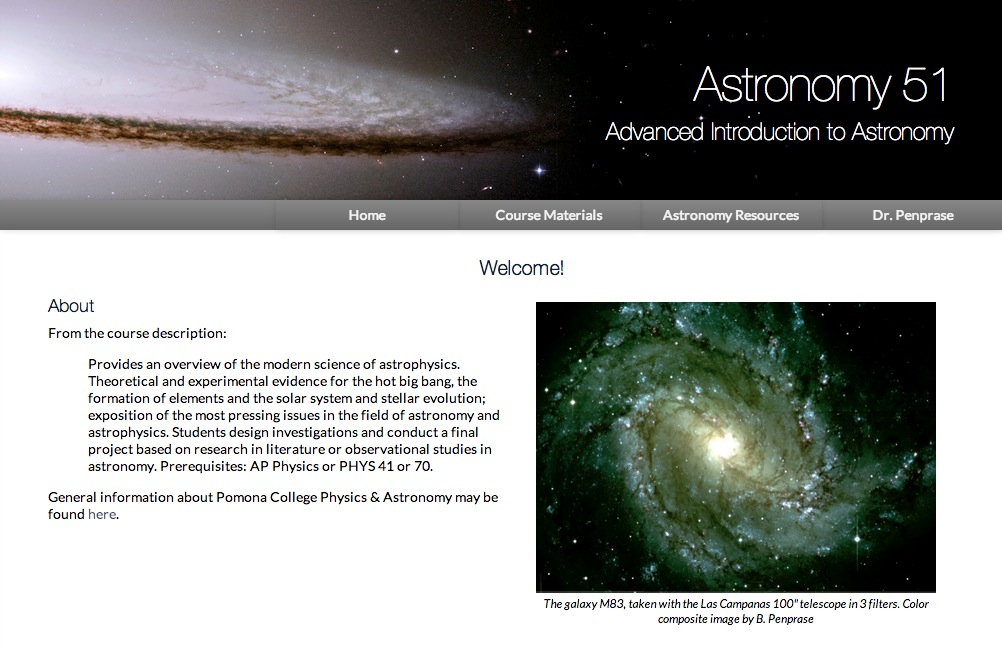 Astronomy 51
Advanced Introduction to Astronomy
Home
Course Materials
Astronomy Resources
Dr. Penprase
Welcome!
About
From the course description:
Provides an overview of the modern science of astrophysics.
Theoretical and experimental evidence for the hot big bang, the
formation of elements and the solar system and stellar evolution;
exposition of the most pressing issues in the field of astronomy and
astrophysics. Students design investigations and conduct a final
project based on research in literature or observational studies in
astronomy. Prerequisites: AP Physics or PHYS 41 or 70.
General information about Pomona College Physics & Astronomy may be
found here.
The galaxy M83, taken with the Las Campanas 100" telescope in 3 filters. Color
composite image by B. Penprase